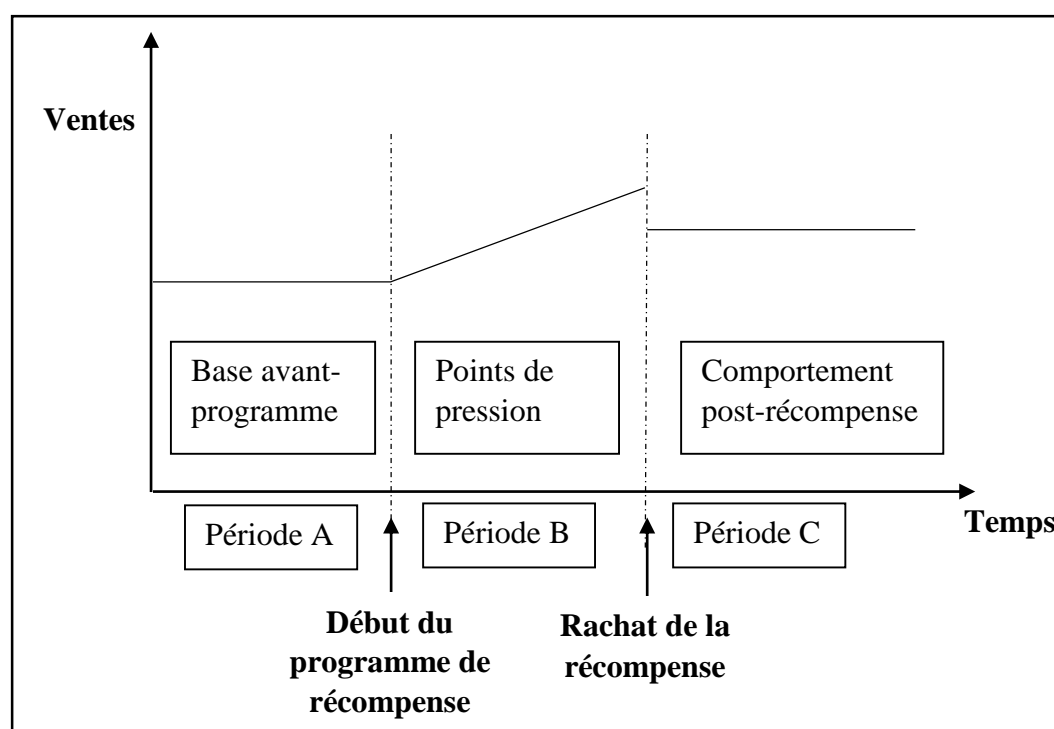 Ventes
Base avant-
programme
Points de
pression
Comportement
post-récompense
Temps
Période A
Période B
Période C
Début du
programme de
récompense
Rachat de la
récompense